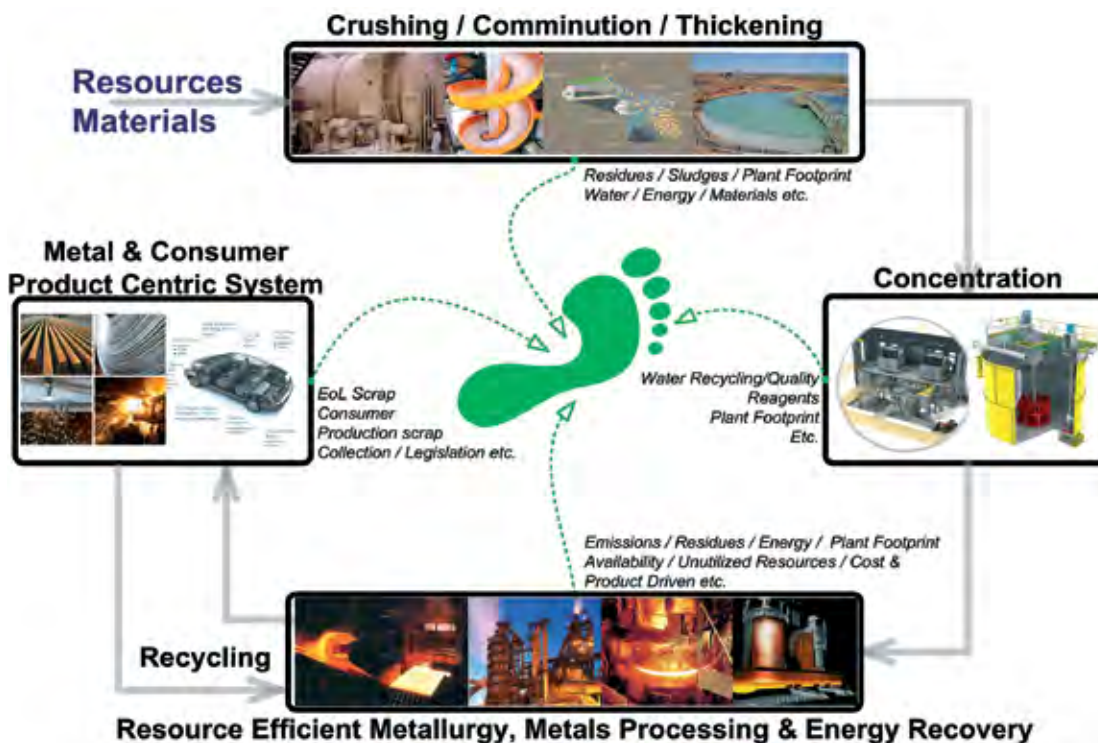 Crushing / Comminution / Thickening
Resources
Materials
Residues / Sludges / Plant Footprint
Water / Energy / Materials etc.
Metal & Consumer
Product Centric System
Concentration
EoL Scrap
Consumer
Production scrap
Collection / Legislation etc.
Water Recycling/Quality
Reagents
Plant Footprint
Etc.
Emissions / Residues / Energy / Plant Footprint
Availability / Unutilized Resources / Cost &
Product Driven etc.
Recycling
Resource Efficient Metallurgy, Metals Processing & Energy Recovery